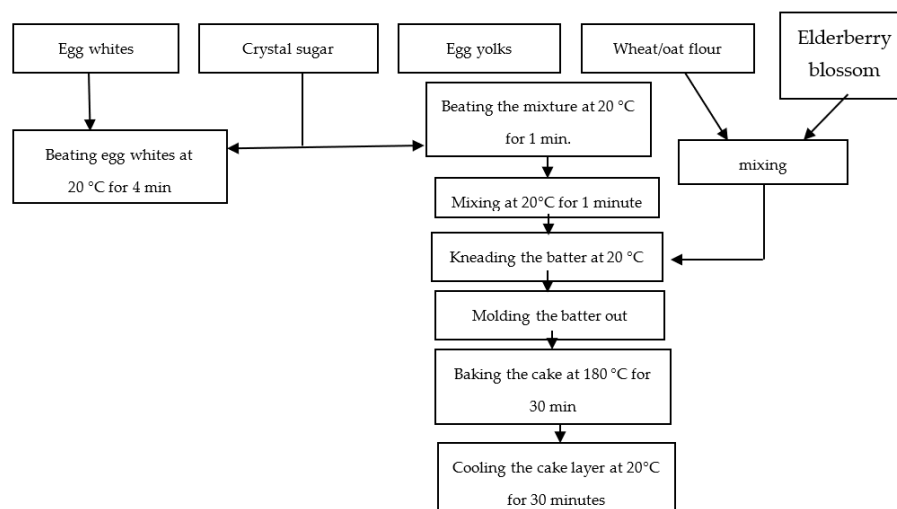 Egg whites
Crystal sugar
Egg yolks
Wheat/oat flour
Elderberry
blossom
Beating egg whites at
20 °C for 4 min
Beating the mixture at 20 °C
for 1 min.
mixing
Mixing at 20°C for 1 minute
Kneading the batter at 20 °C
Molding the batter out
Baking the cake at 180 °C for
30 min
Cooling the cake layer at 20°C
for 30 minutes